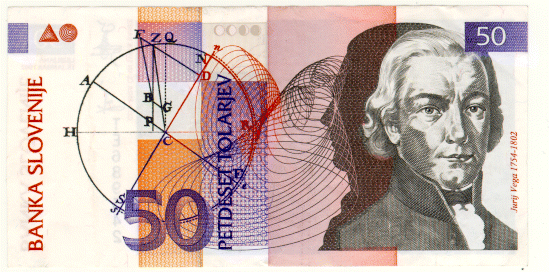 BANKA SLOVENIJE
50
PETDESET TOLARJEV
50
Jurij Vega 1754-1802
F Z Q
N
A
D
B
G
H
P
C
S